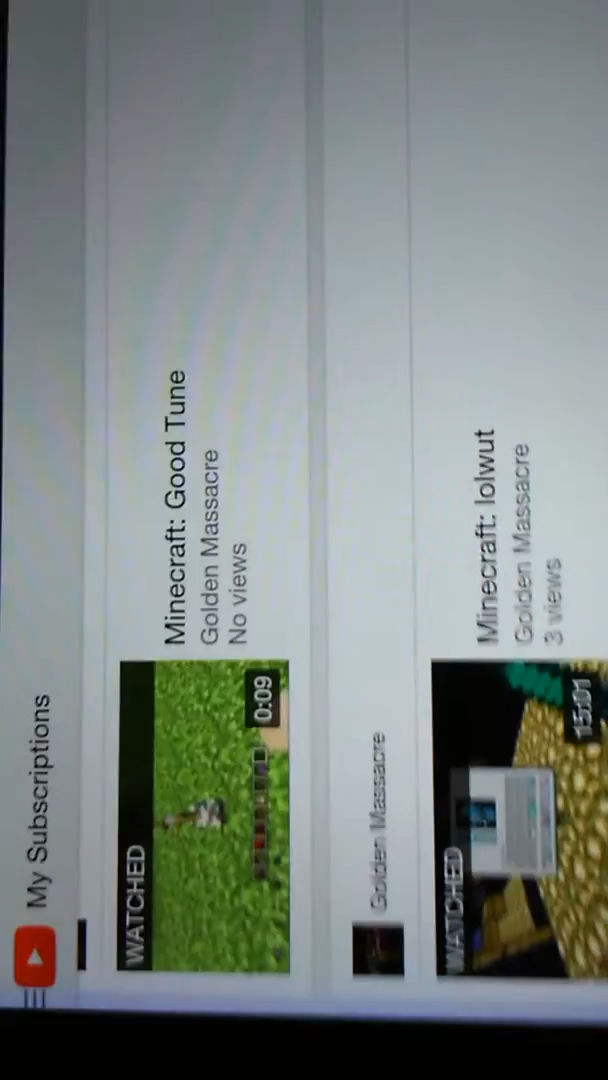 My Subscriptions
WATCHED
0:09
Minecraft: Good Tune
Golden Massacre
No views
Golden Massacre
WATCHED
15:01
Minecraft: lolwut
Golden Massacre
3 views